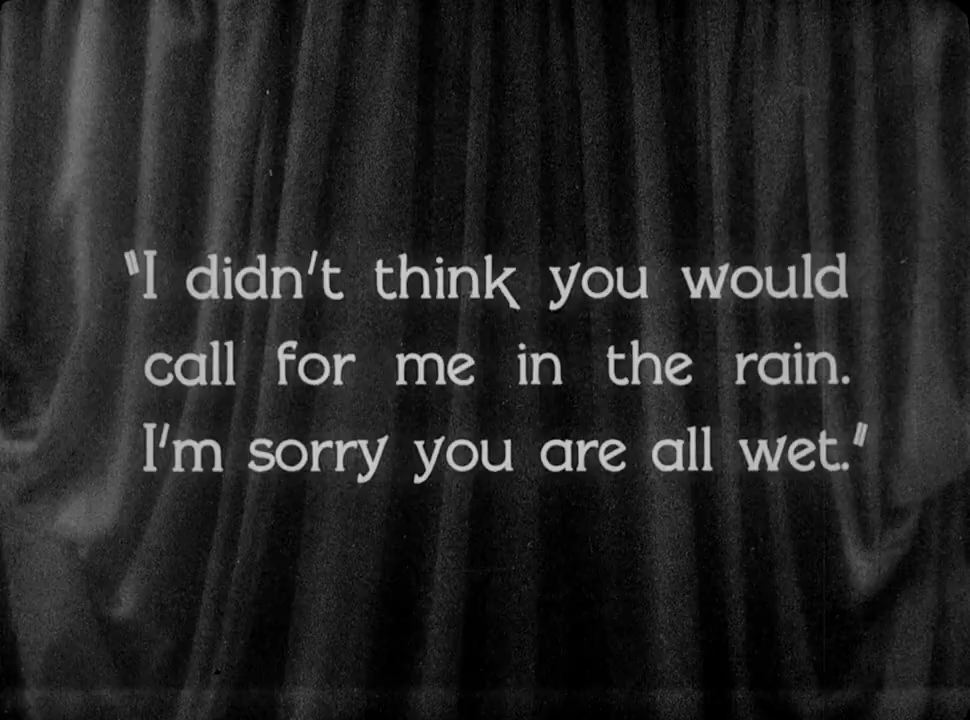 "I didn't think you would
call for me in the rain.
I'm sorry you are all wet."